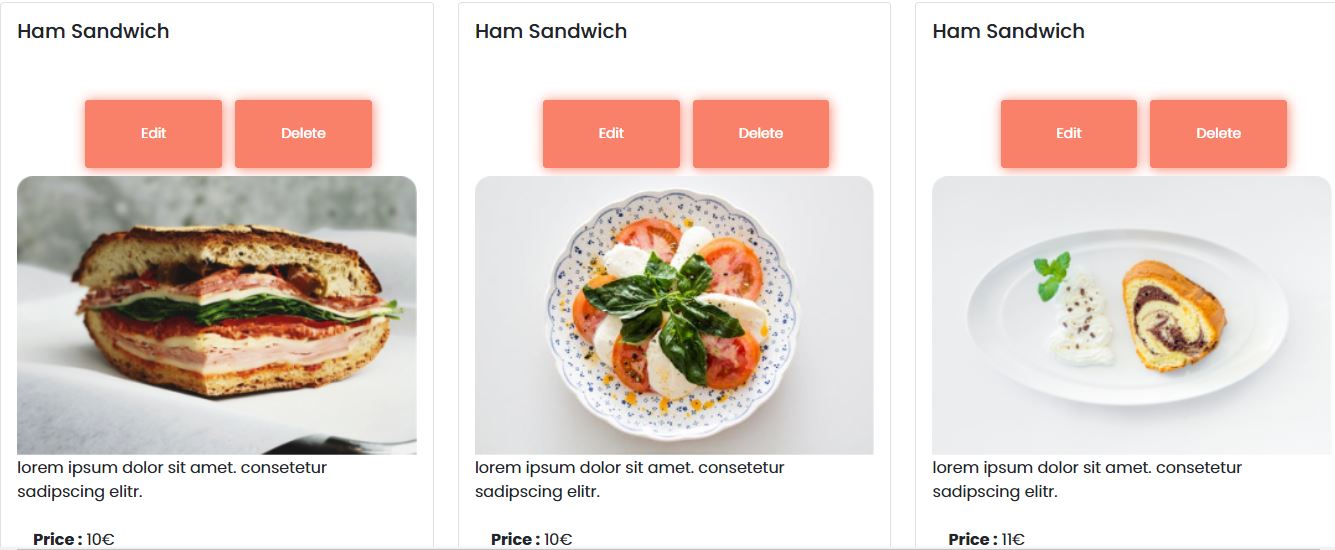 Ham Sandwich
Edit
Delete
lorem ipsum dolor sit amet. consetetur
sadipscing elitr.
Price : 10€
Ham Sandwich
Edit
Delete
lorem ipsum dolor sit amet. consetetur
sadipscing elitr.
Price : 10€
Ham Sandwich
Edit
Delete
lorem ipsum dolor sit amet. consetetur
sadipscing elitr.
Price : 11€